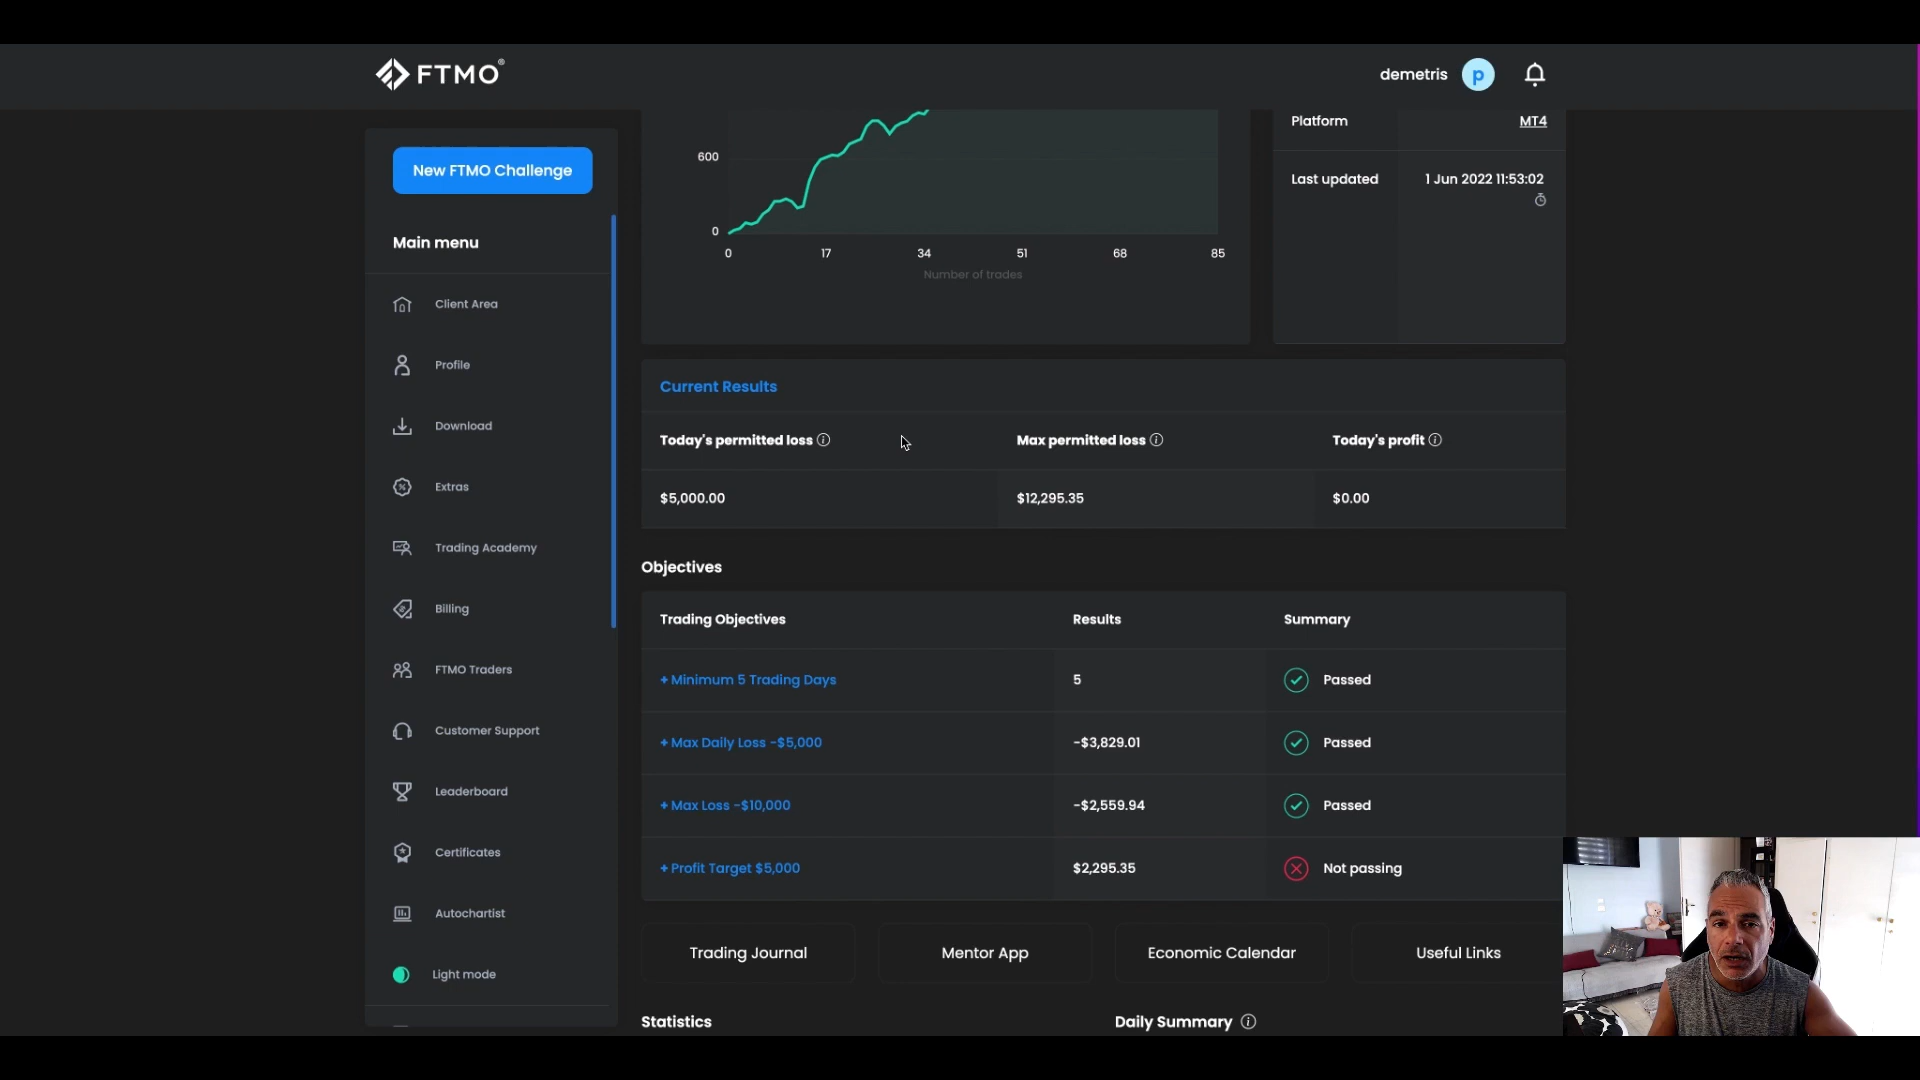 FTMO®
demetris
p
New FTMO Challenge
Main menu
Client Area
Profile
Download
Extras
Trading Academy
Billing
FTMO Traders
Customer Support
Leaderboard
Certificates
Autochartist
Light mode
600
0
0 17 34 51 68 85
Number of trades
Platform MT4
Last updated 1 Jun 2022 11:53:02
Current Results
Today's permitted loss Max permitted loss Today's profit
$5,000.00 $12,295.35 $0.00
Objectives
Trading Objectives Results Summary
+ Minimum 5 Trading Days 5 Passed
+ Max Daily Loss -$5,000 -$3,829.01 Passed
+ Max Loss -$10,000 -$2,559.94 Passed
+ Profit Target $5,000 $2,295.35 Not passing
Trading Journal Mentor App Economic Calendar Useful Links
Statistics Daily Summary